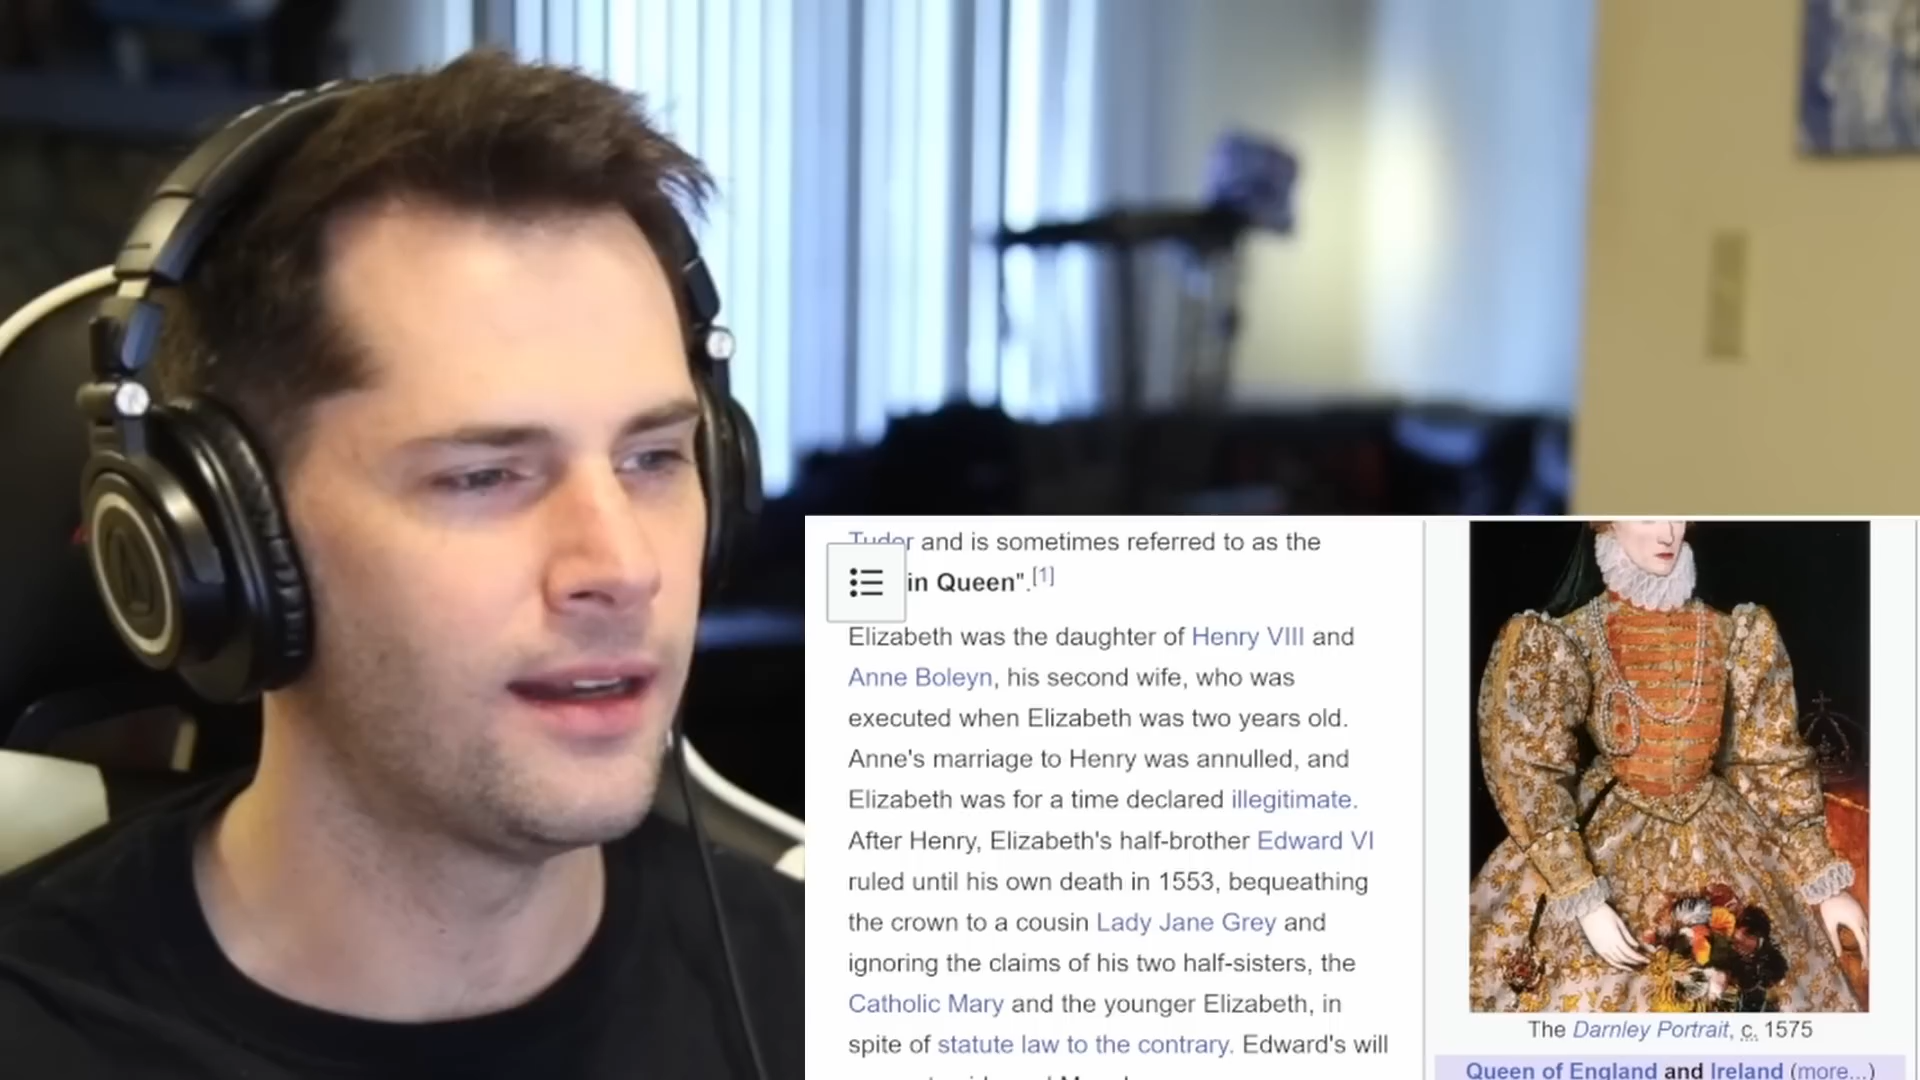 Tudor and is sometimes referred to as the
in Queen".[1]
Elizabeth was the daughter of Henry VIII and
Anne Boleyn, his second wife, who was
executed when Elizabeth was two years old.
Anne's marriage to Henry was annulled, and
Elizabeth was for a time declared illegitimate.
After Henry, Elizabeth's half-brother Edward VI
ruled until his own death in 1553, bequeathing
the crown to a cousin Lady Jane Grey and
ignoring the claims of his two half-sisters, the
Catholic Mary and the younger Elizabeth, in
spite of statute law to the contrary. Edward's will
The Darnley Portrait, c. 1575
Queen of England and Ireland (more...)